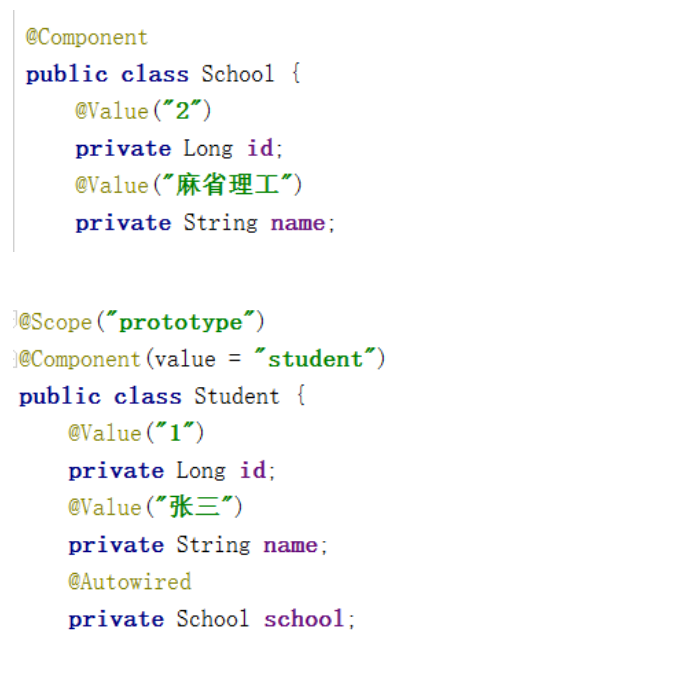 @Component
public class School {
@Value("2")
private Long id;
@Value("麻省理工")
private String name;
@Scope("prototype")
@Component(value = "student")
public class Student {
@Value("1")
private Long id;
@Value("张三")
private String name;
@Autowired
private School school;